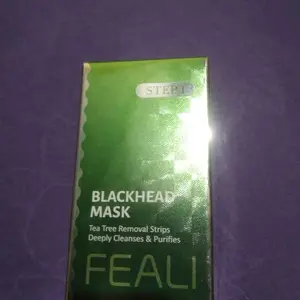 STEP1
BLACKHEAD
MASK
Tea Tree Removal Strips
Deeply Cleanses & Purifies
FEALI